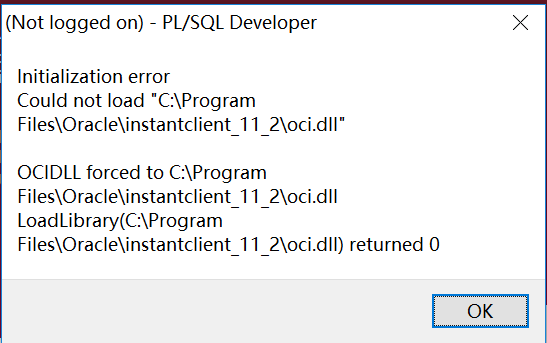 (Not logged on) - PL/SQL Developer
Initialization error
Could not load "C:\Program
Files\Oracle\instantclient_11_2\oci.dll"
OCIDLL forced to C:\Program
Files\Oracle\instantclient_11_2\oci.dll
LoadLibrary(C:\Program
Files\Oracle\instantclient_11_2\oci.dll) returned 0
OK